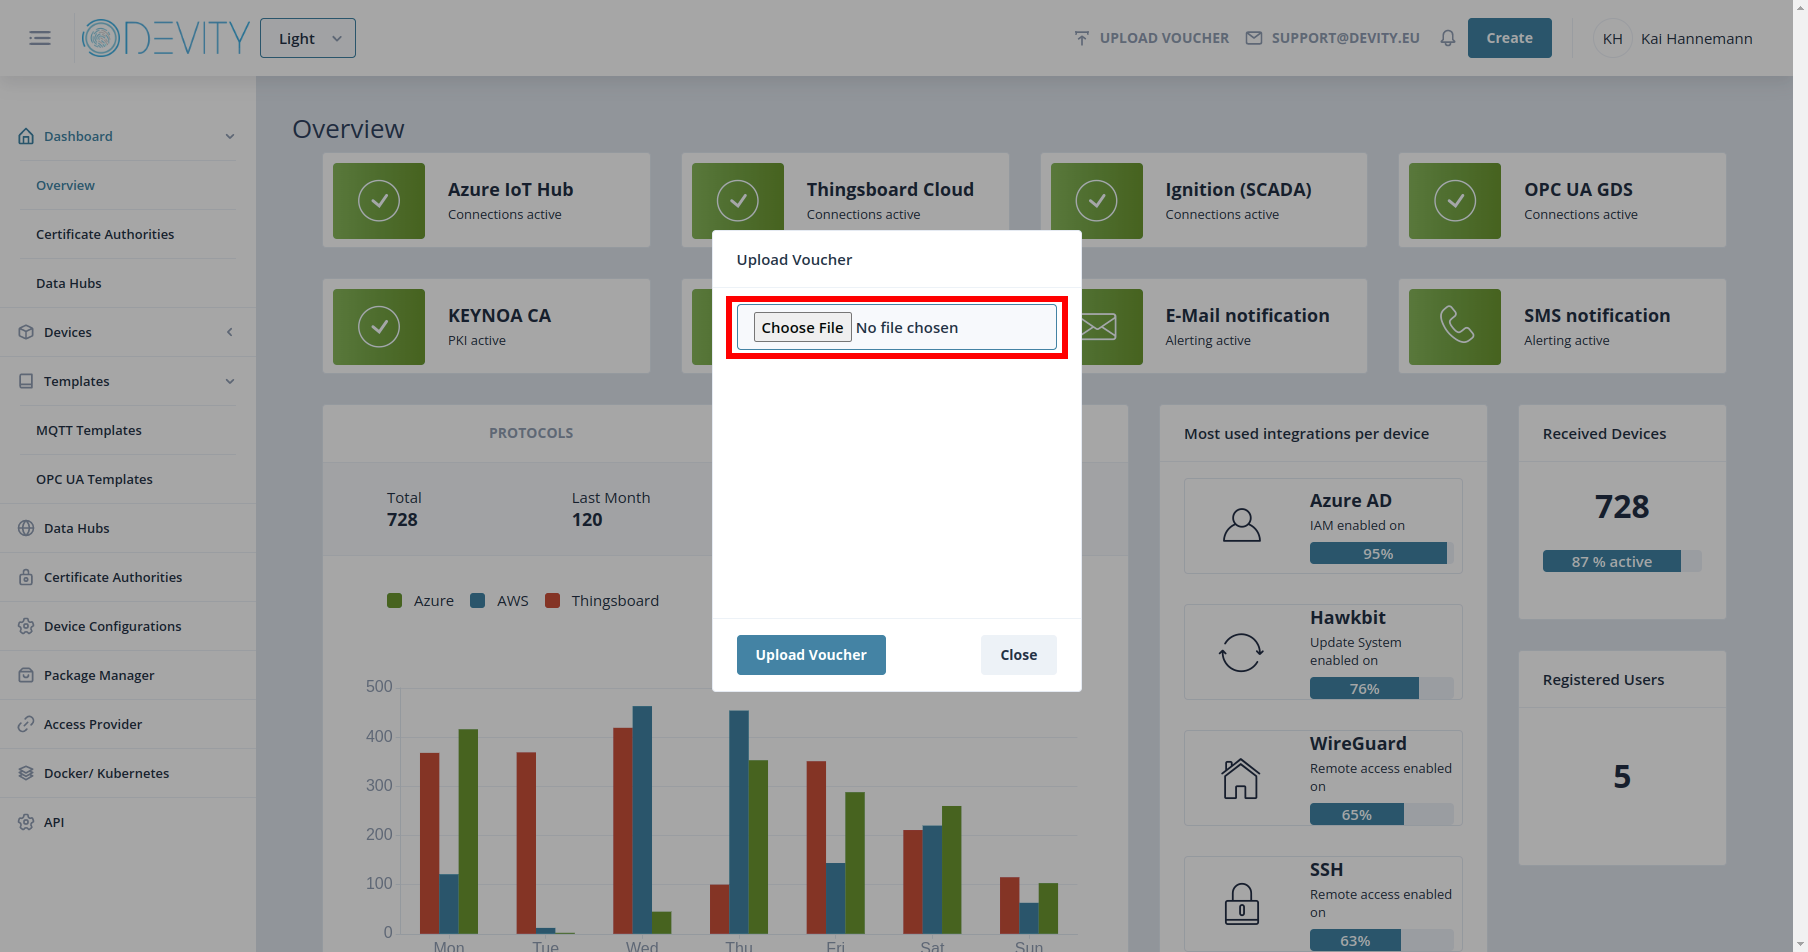 DEVITY
Light
UPLOAD VOUCHER
SUPPORT@DEVITY.EU
Create
KH
Kai Hannemann
Dashboard
Overview
Certificate Authorities
Data Hubs
Devices
Templates
MQTT Templates
OPC UA Templates
Data Hubs
Certificate Authorities
Device Configurations
Package Manager
Access Provider
Docker/ Kubernetes
API
Overview
Azure IoT Hub
Connections active
Thingsboard Cloud
Connections active
Ignition (SCADA)
Connections active
OPC UA GDS
Connections active
KEYNOA CA
PKI active
E-Mail notification
Alerting active
SMS notification
Alerting active
Upload Voucher
Choose File No file chosen
Upload Voucher
Close
PROTOCOLS
Total
728
Last Month
120
Azure
AWS
Thingsboard
500
400
300
200
100
0
Mon
Tue
Wed
Thu
Fri
Sat
Sun
Most used integrations per device
Azure AD
IAM enabled on
95%
Hawkbit
Update System
enabled on
76%
WireGuard
Remote access enabled
on
65%
SSH
Remote access enabled
on
63%
Received Devices
728
87 % active
Registered Users
5